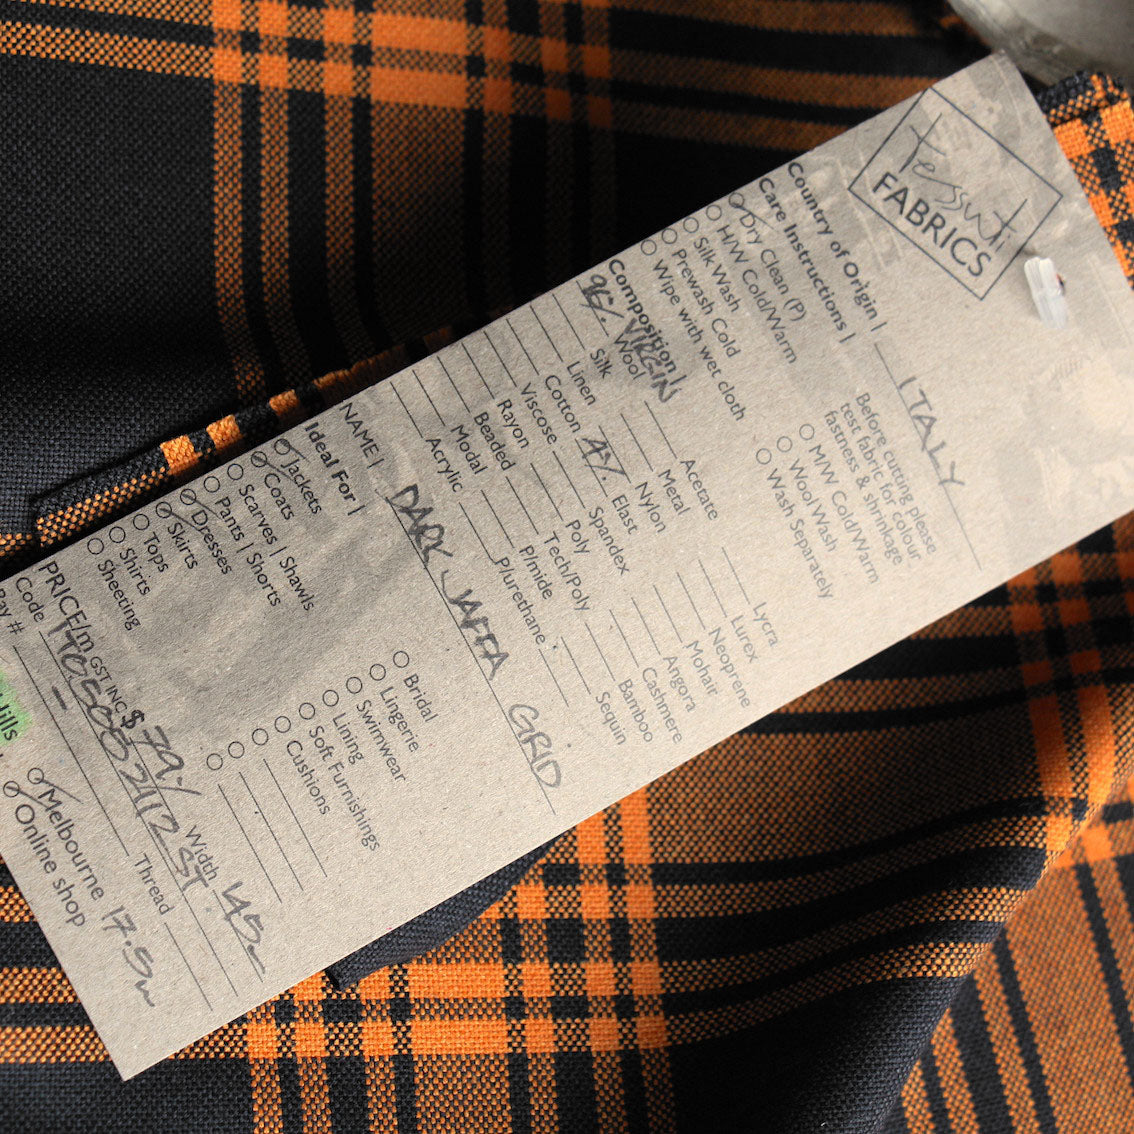 Tessuti
FABRICS
Country of Origin | ITALY
Care Instructions |
Before cutting please
test fabric for colour
fastness & shrinkage
Dry Clean (P)
H/W Cold/Warm
Silk Wash
Prewash Cold
Wipe with wet cloth
M/W Cold/Warm
Wool Wash
Wash Separately
Composition |
96% VIRGIN Wool
Silk
Linen
Cotton
Viscose
Rayon
Beaded
Modal
Acrylic
Acetate
Metal
Nylon
4% Elast
Spandex
Poly
Tech/Poly
P/mide
P/urethane
Lycra
Lurex
Neoprene
Mohair
Angora
Cashmere
Bamboo
Sequin
NAME | DARK JAFFA GRID
Ideal For |
Jackets
Coats
Scarves | Shawls
Dresses
Pants | Shorts
Skirts
Tops
Shirts
Sheeting
Bridal
Lingerie
Swimwear
Lining
Soft Furnishings
Cushions
PRICE/m GST INC $79.- Width 145
Code
Bay # Thread
Melbourne 17.5m
Online shop